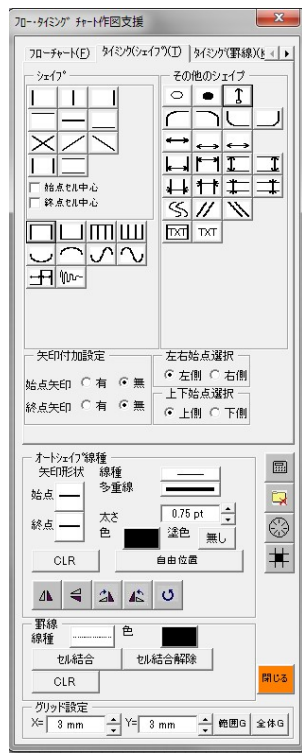 フロー・タイミング チャート作図支援
フローチャート(F) タイミング(シェイプ)(T) タイミング(罫線)(
シェイプ
その他のシェイプ
始点セル中心
終点セル中心
TXT TXT
矢印付加設定
始点矢印 有 無
終点矢印 有 無
左右始点選択
左側 右側
上下始点選択
上側 下側
オートシェイプ線種
矢印形状 線種
多重線
始点
太さ 0.75 pt
終点
色 塗色 無し
CLR 自由位置
罫線
線種 色
セル結合 セル結合解除
CLR
閉じる
グリッド設定
X= 3 mm Y= 3 mm 範囲G 全体G